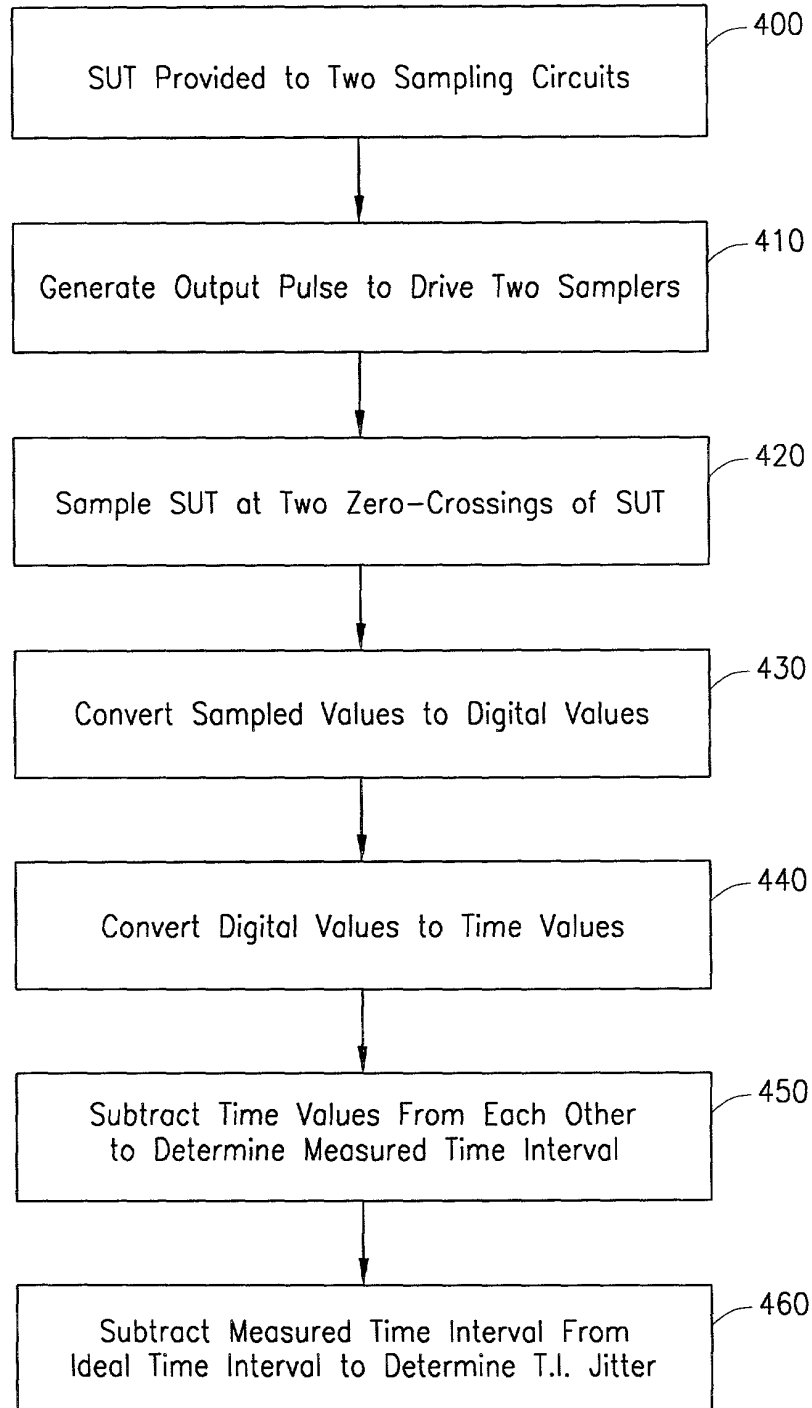 400
SUT Provided to Two Sampling Circuits
410
Generate Output Pulse to Drive Two Samplers
420
Sample SUT at Two Zero-Crossings of SUT
430
Convert Sampled Values to Digital Values
440
Convert Digital Values to Time Values
450
Subtract Time Values From Each Other
to Determine Measured Time Interval
460
Subtract Measured Time Interval From
Ideal Time Interval to Determine T.I. Jitter